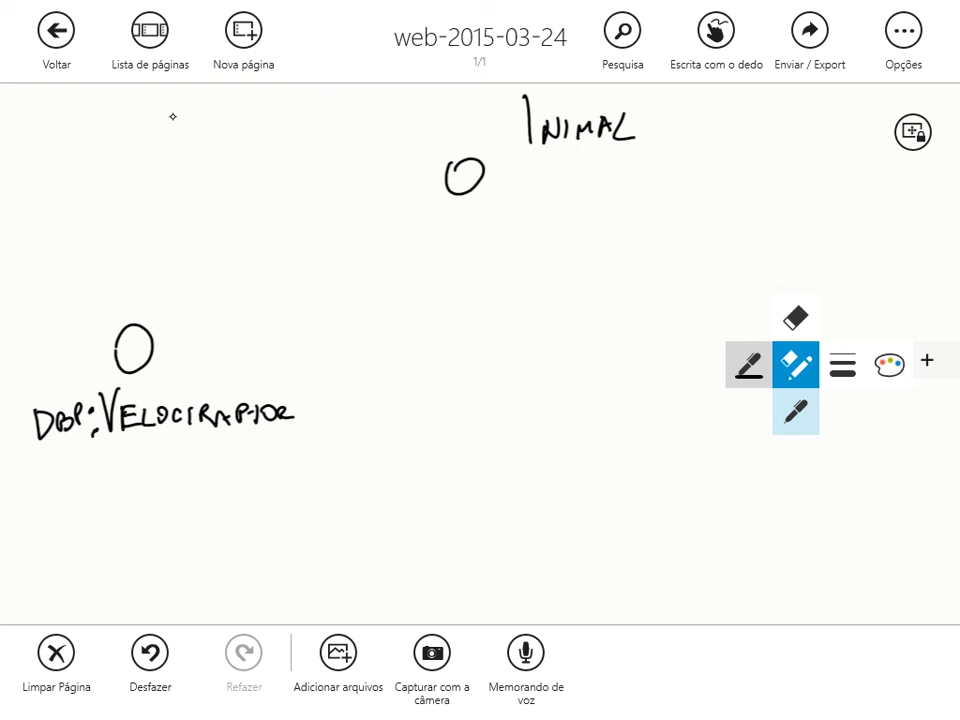 web-2015-03-24
1/1
Voltar
Lista de páginas
Nova página
Pesquisa
Escrita com o dedo
Enviar / Export
Opções
INIMAL
DBP:VELOCIRAPTOR
Limpar Página
Desfazer
Refazer
Adicionar arquivos
Capturar com a
câmera
Memorando de
voz